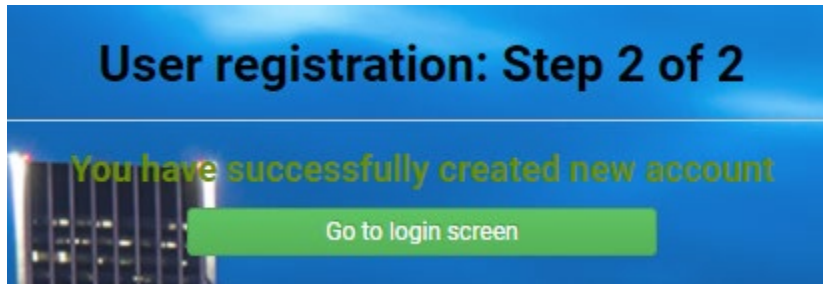 User registration: Step 2 of 2
You have successfully created new account
Go to login screen